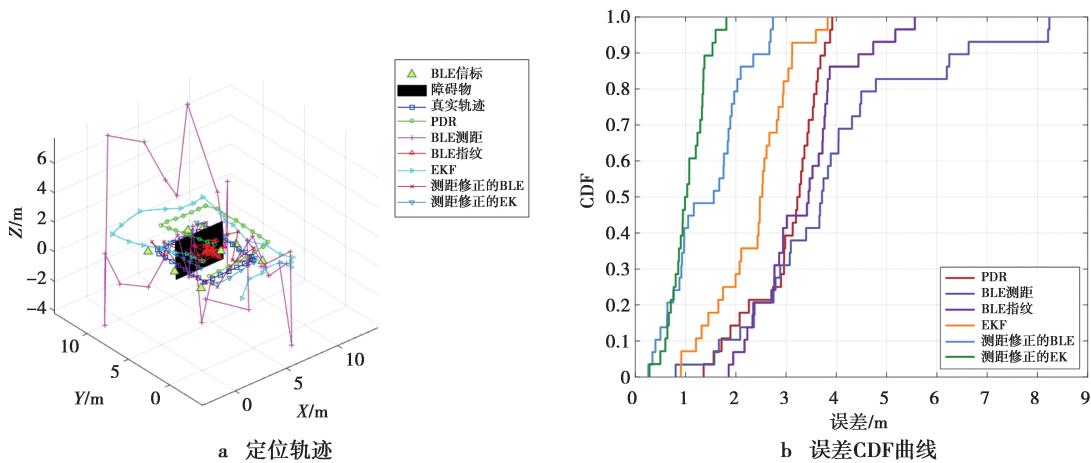 6
4
2
0
−2
−4
Z/m
10
5
0
Y/m
0
5
10
X/m
BLE信标
障碍物
真实轨迹
PDR
BLE测距
BLE指纹
EKF
测距修正的BLE
测距修正的EK
a 定位轨迹
1.0
0.9
0.8
0.7
0.6
0.5
0.4
0.3
0.2
0.1
0
CDF
0 1 2 3 4 5 6 7 8 9
误差/m
PDR
BLE测距
BLE指纹
EKF
测距修正的BLE
测距修正的EK
b 误差CDF曲线